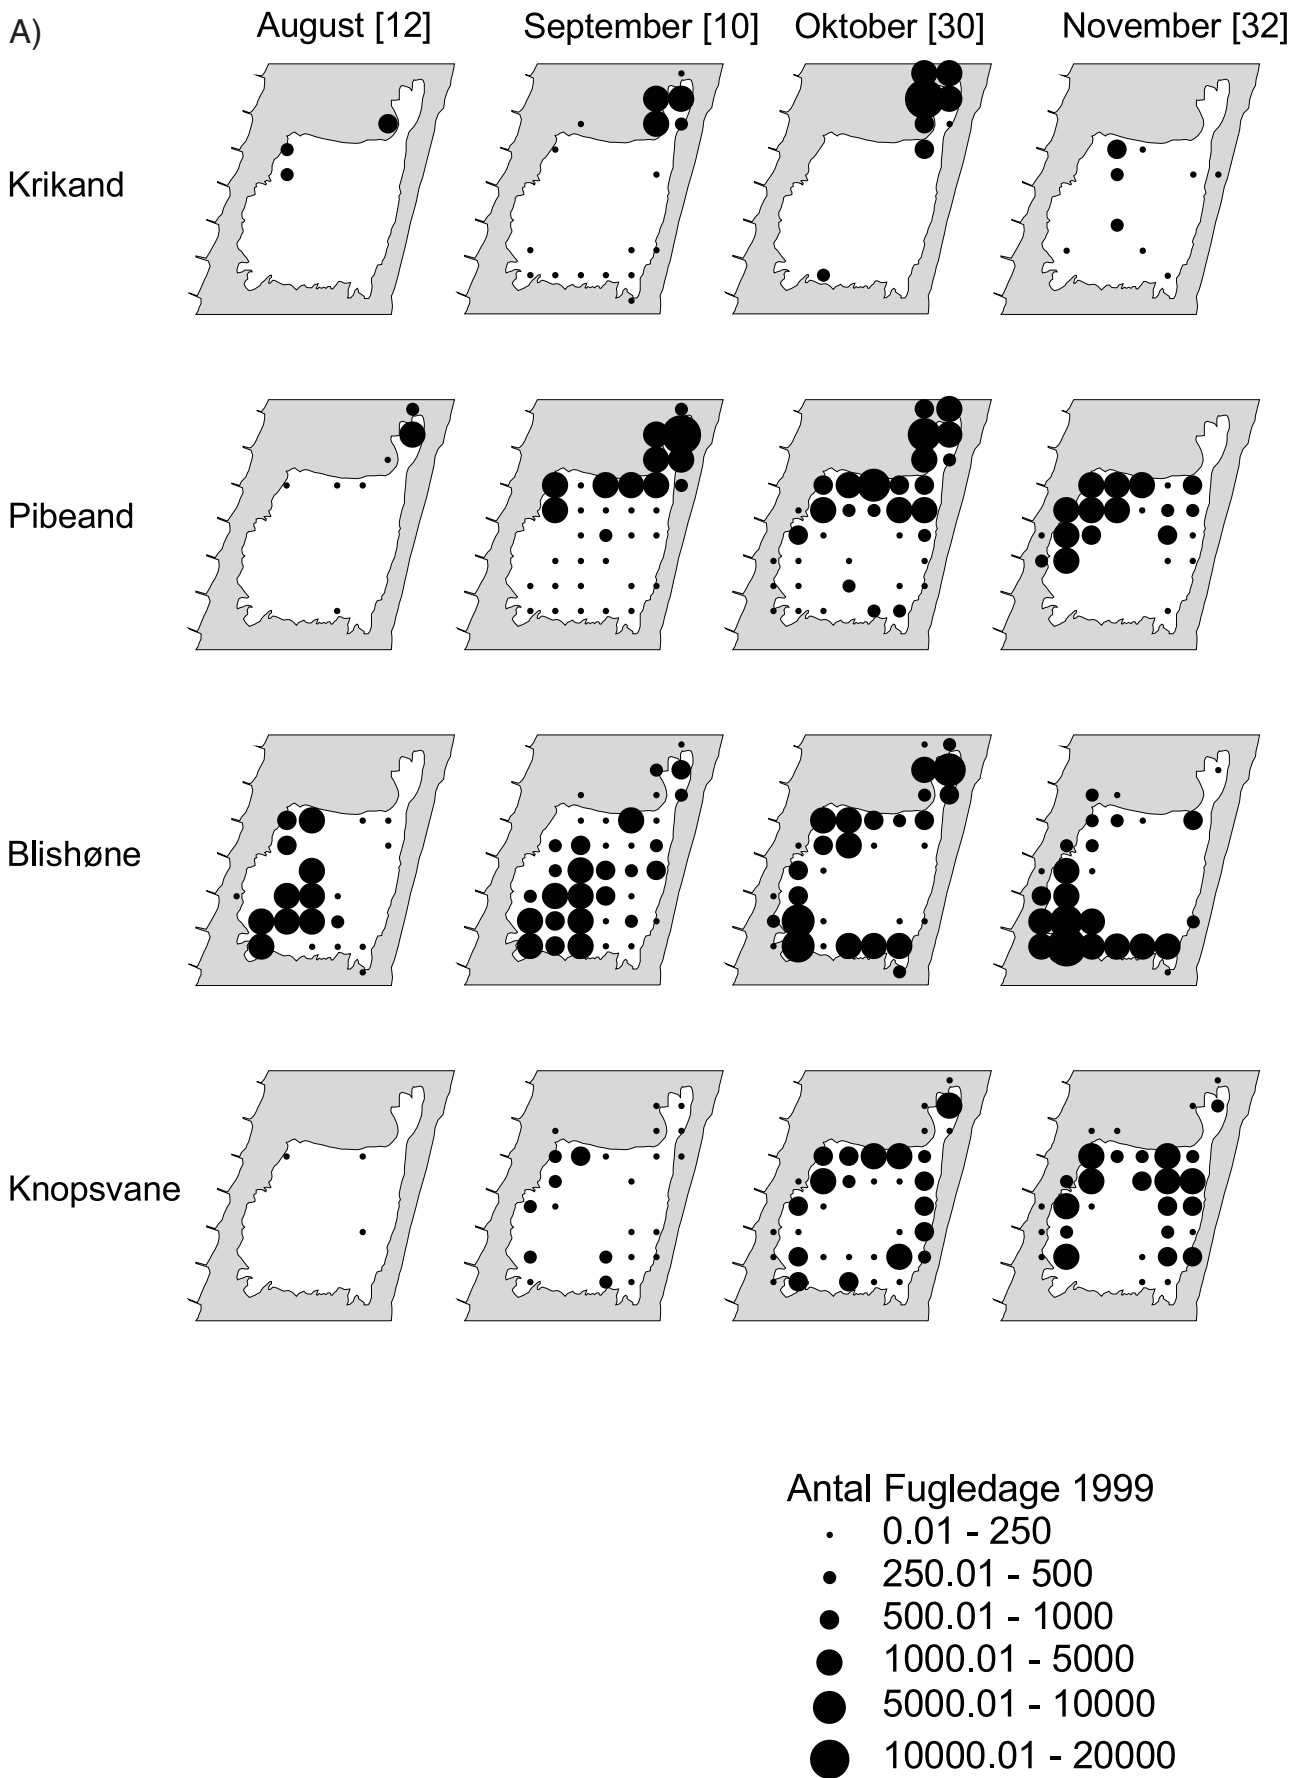 A)
August [12] September [10] Oktober [30] November [32]
Krikand
Pibeand
Blishøne
Knopsvane
Antal Fugledage 1999
0.01 - 250
250.01 - 500
500.01 - 1000
1000.01 - 5000
5000.01 - 10000
10000.01 - 20000